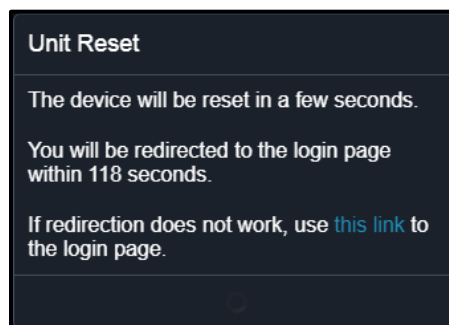 Unit Reset
The device will be reset in a few seconds.
You will be redirected to the login page
within 118 seconds.
If redirection does not work, use this link to
the login page.